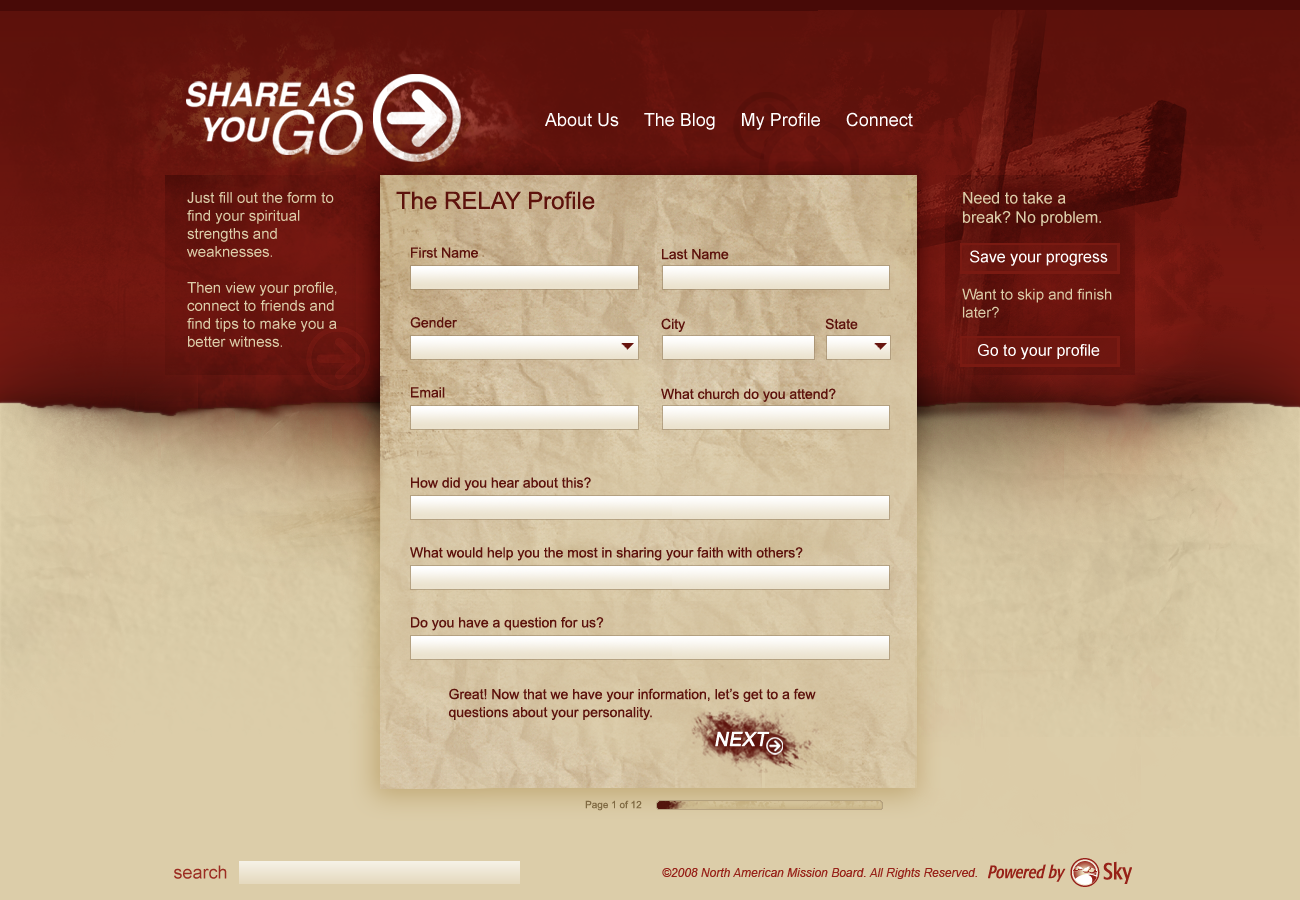 SHARE AS
YOU GO
About Us
The Blog
My Profile
Connect
Just fill out the form to
find your spiritual
strengths and
weaknesses.
Then view your profile,
connect to friends and
find tips to make you a
better witness.
The RELAY Profile
First Name
Last Name
Gender
City
State
Email
What church do you attend?
How did you hear about this?
What would help you the most in sharing your faith with others?
Do you have a question for us?
Great! Now that we have your information, let’s get to a few
questions about your personality.
NEXT
Page 1 of 12
Need to take a
break? No problem.
Save your progress
Want to skip and finish
later?
Go to your profile
search
©2008 North American Mission Board. All Rights Reserved.
Powered by Sky